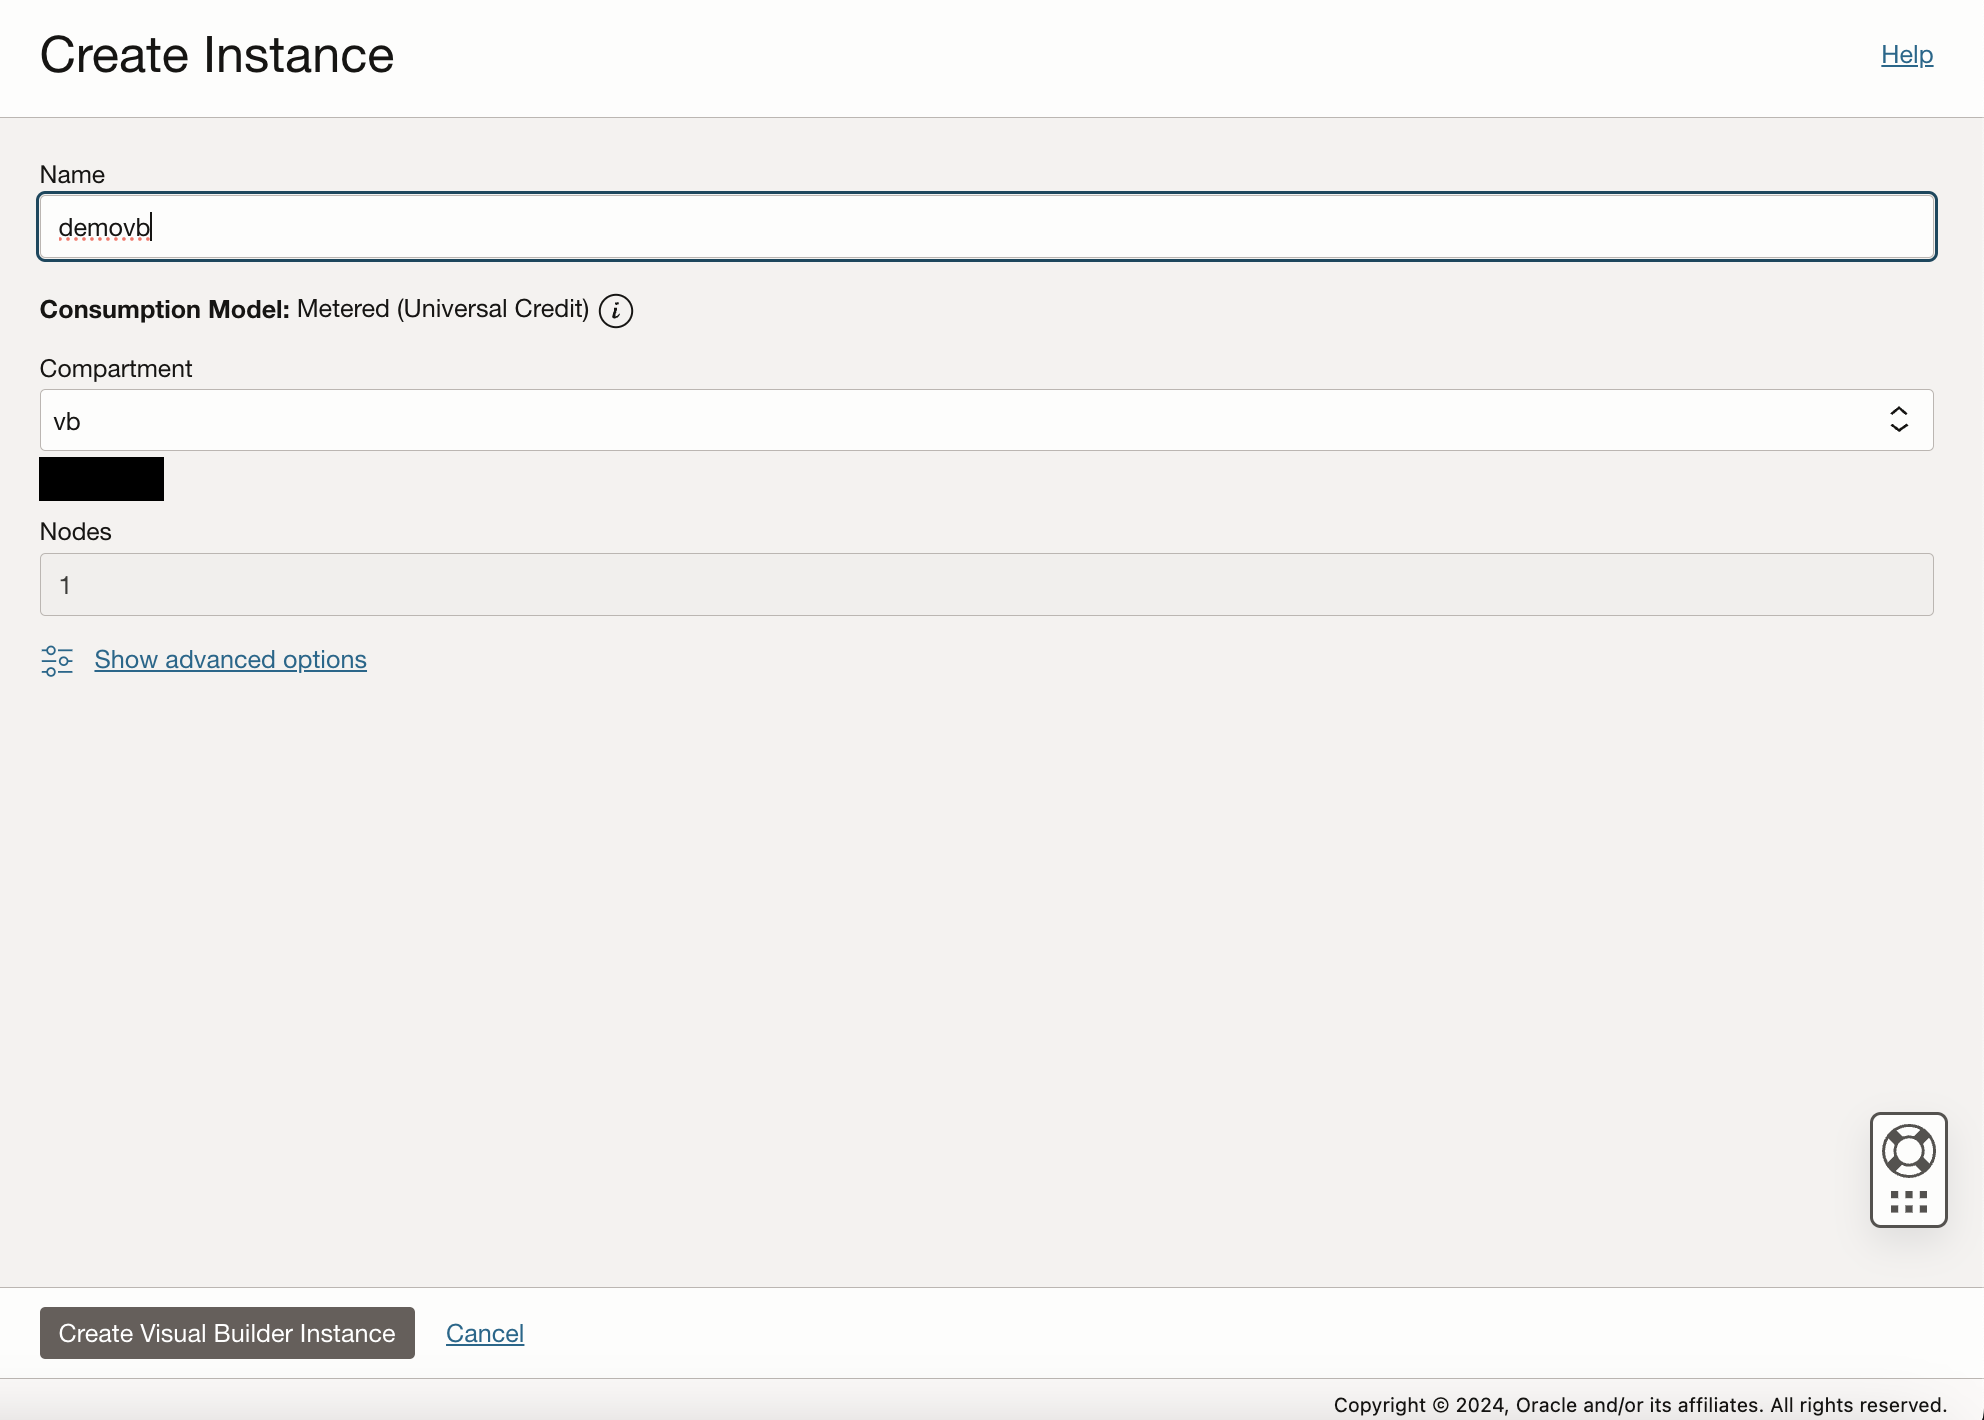 Create Instance
Help
Name
demovb
Consumption Model: Metered (Universal Credit) i
Compartment
vb
Nodes
1
Show advanced options
Create Visual Builder Instance
Cancel
Copyright © 2024, Oracle and/or its affiliates. All rights reserved.